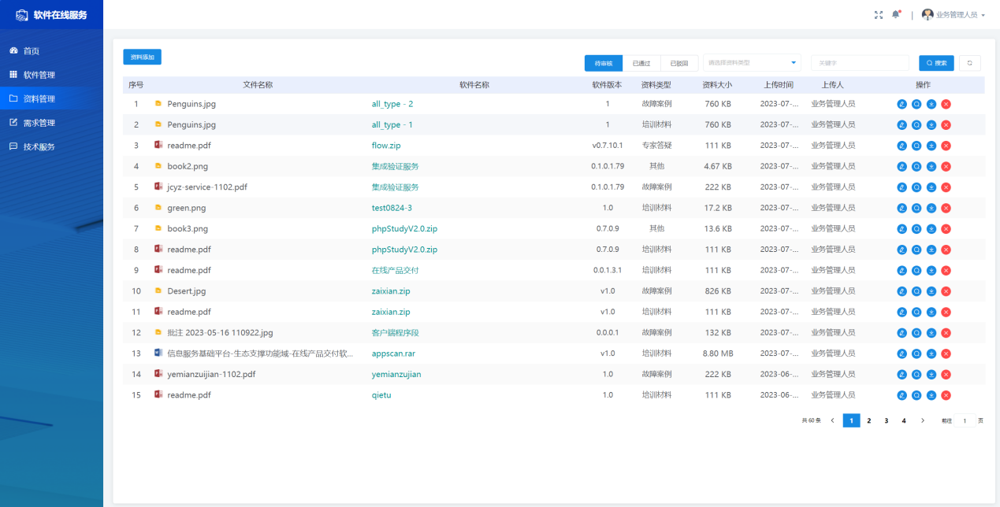 软件在线服务
业务管理人员
首页
软件管理
资料管理
需求管理
技术服务
资料添加
待审核 已通过 已驳回 请选择资料类型 关键字 搜索
序号 文件名称 软件名称 软件版本 资料类型 资料大小 上传时间 上传人 操作
1 Penguins.jpg all_type - 2 1 故障案例 760 KB 2023-07-... 业务管理人员
2 Penguins.jpg all_type - 1 1 培训材料 760 KB 2023-07-... 业务管理人员
3 readme.pdf flow.zip v0.7.10.1 专家答疑 111 KB 2023-07-... 业务管理人员
4 book2.png 集成验证服务 0.1.0.1.79 其他 4.67 KB 2023-07-... 业务管理人员
5 jcyz-service-1102.pdf 集成验证服务 0.1.0.1.79 故障案例 222 KB 2023-07-... 业务管理人员
6 green.png test0824-3 1.0 培训材料 17.2 KB 2023-07-... 业务管理人员
7 book3.png phpStudyV2.0.zip 0.7.0.9 其他 13.6 KB 2023-07-... 业务管理人员
8 readme.pdf phpStudyV2.0.zip 0.7.0.9 培训材料 111 KB 2023-07-... 业务管理人员
9 readme.pdf 在线产品交付 0.0.1.3.1 培训材料 111 KB 2023-07-... 业务管理人员
10 Desert.jpg zaixian.zip v1.0 故障案例 826 KB 2023-07-... 业务管理人员
11 readme.pdf zaixian.zip v1.0 培训材料 111 KB 2023-07-... 业务管理人员
12 批注 2023-05-16 110922.jpg 客户端程序段 0.0.0.1 故障案例 132 KB 2023-07-... 业务管理人员
13 信息服务基础平台-生态支撑功能域-在线产品交付软... appscan.rar v1.0 培训材料 8.80 MB 2023-07-... 业务管理人员
14 yemianzuijian-1102.pdf yemianzujian 1.0 故障案例 222 KB 2023-06-... 业务管理人员
15 readme.pdf qietu 1.0 培训材料 111 KB 2023-06-... 业务管理人员
共 60 条 1 2 3 4 前往 1 页